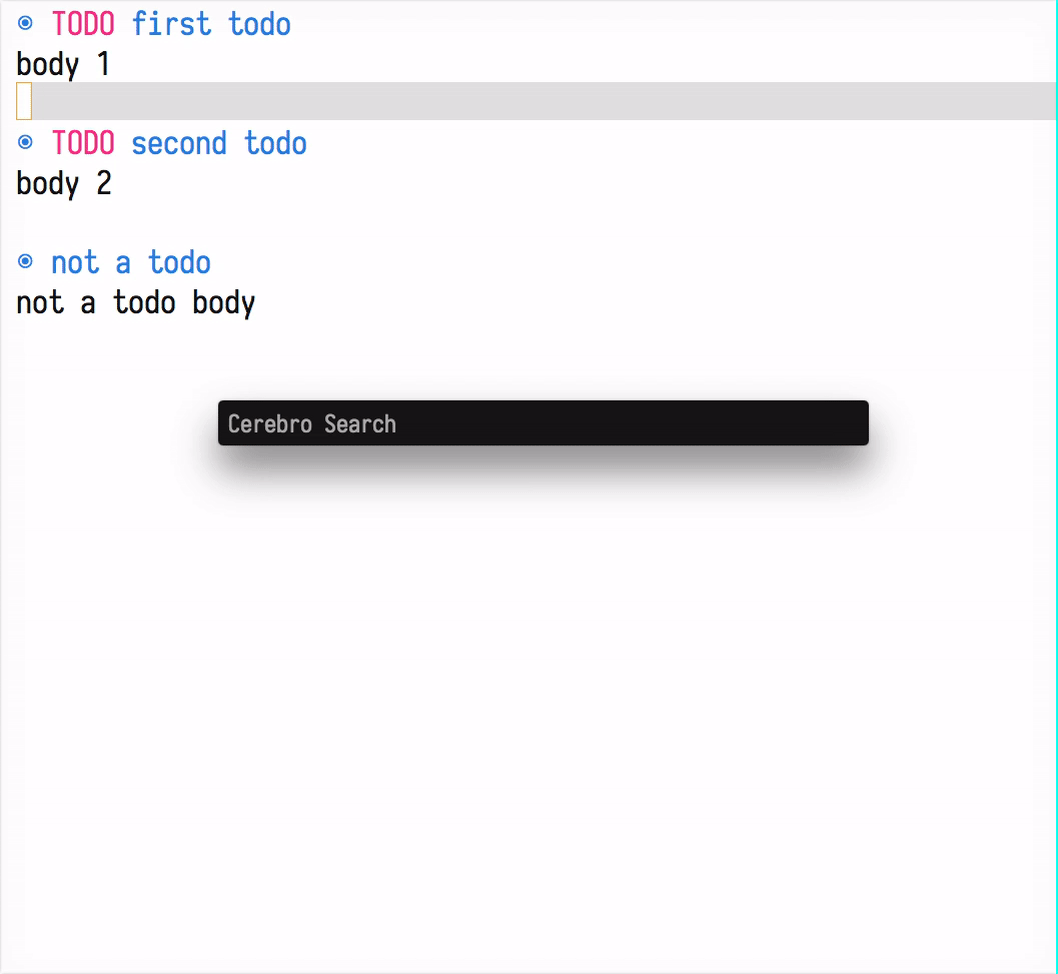 TODO first todo
body 1
TODO second todo
body 2
not a todo
not a todo body
Cerebro Search